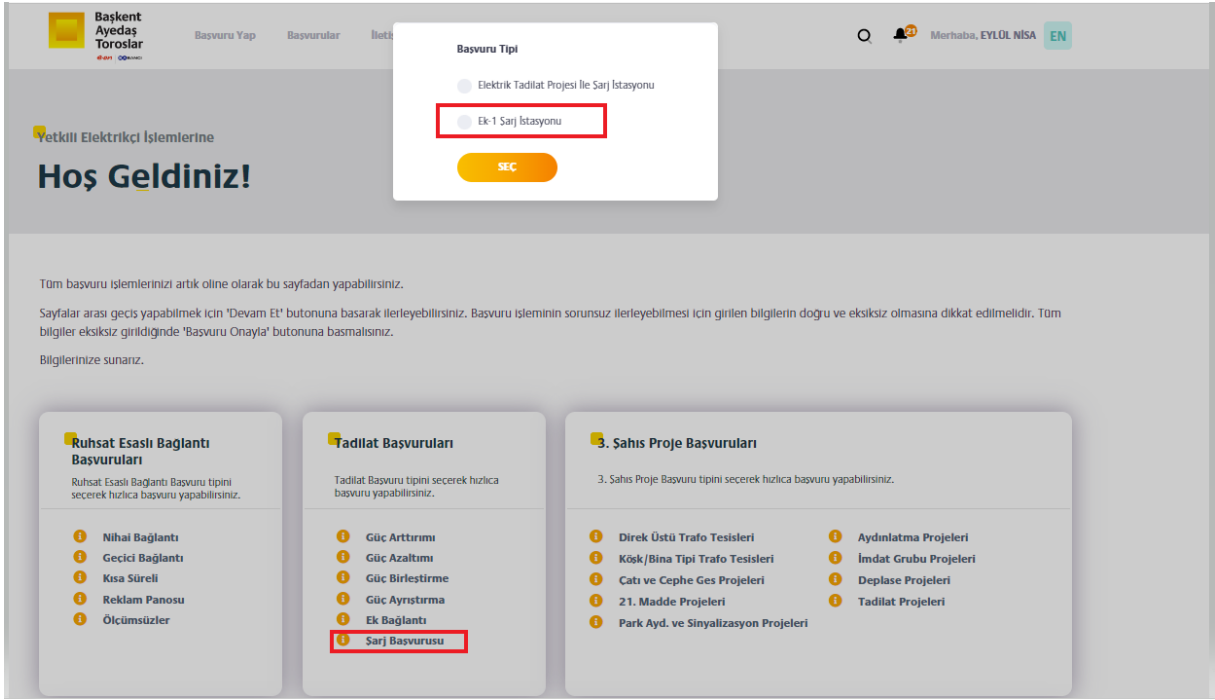 Başkent
Ayedaş
Toroslar
Başvuru Yap
Başvurular
Merhaba, EYLÜL NİSA
EN
21
Başvuru Tipi
Elektrik Tadilat Projesi İle Şarj İstasyonu
Ek-1 Şarj İstasyonu
SEÇ
Yetkili Elektrikçi İşlemlerine
Hoş Geldiniz!
Tüm başvuru işlemlerinizi artık oline olarak bu sayfadan yapabilirsiniz.
Sayfalar arası geçiş yapabilmek için 'Devam Et' butonuna basarak ilerleyebilirsiniz. Başvuru işleminin sorunsuz ilerleyebilmesi için girilen bilgilerin doğru ve eksiksiz olmasına dikkat edilmelidir. Tüm
bilgiler eksiksiz girildiğinde 'Başvuru Onayla' butonuna basmalısınız.
Bilgilerinize sunarız.
Ruhsat Esaslı Bağlantı
Başvuruları
Ruhsat Esaslı Bağlantı Başvuru tipini
seçerek hızlıca başvuru yapabilirsiniz.
Nihai Bağlantı
Geçici Bağlantı
Kısa Süreli
Reklam Panosu
Ölçümsüzler
Tadilat Başvuruları
Tadilat Başvuru tipini seçerek hızlıca
başvuru yapabilirsiniz.
Güç Arttırımı
Güç Azaltımı
Güç Birleştirme
Güç Ayrıştırma
Ek Bağlantı
Şarj Başvurusu
3. Şahıs Proje Başvuruları
3. Şahıs Proje Başvuru tipini seçerek hızlıca başvuru yapabilirsiniz.
Direk Üstü Trafo Tesisleri
Köşk/Bina Tipi Trafo Tesisleri
Çatı ve Cephe Ges Projeleri
21. Madde Projeleri
Park Ayd. ve Sinyalizasyon Projeleri
Aydınlatma Projeleri
İmdat Grubu Projeleri
Deplase Projeleri
Tadilat Projeleri